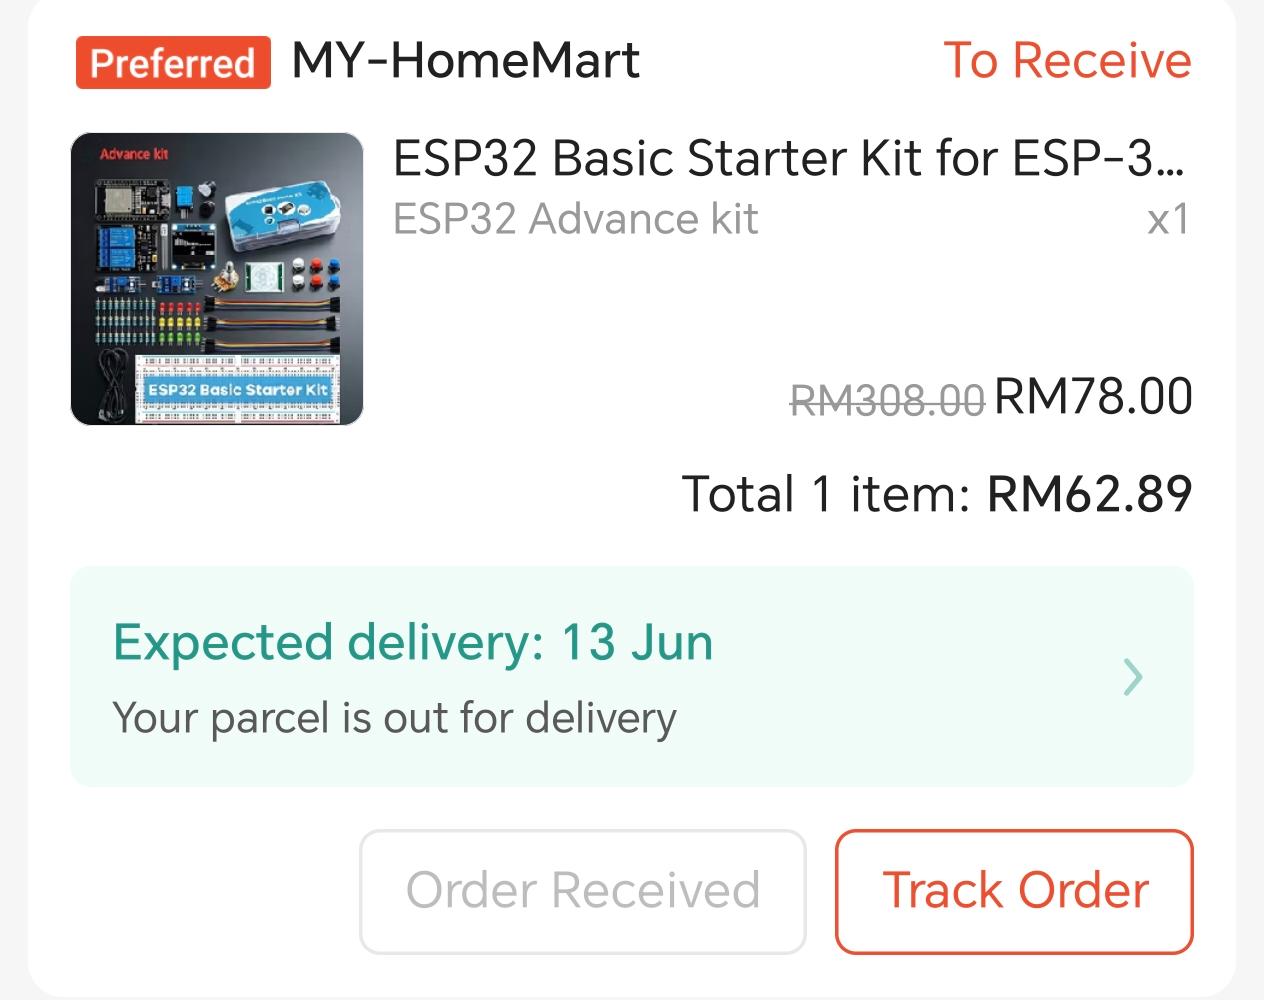 Preferred MY-HomeMart To Receive
Advance kit
ESP32 Basic Starter Kit for ESP-3...
ESP32 Advance kit x1
ESP32 Basic Starter Kit
RM308.00 RM78.00
Total 1 item: RM62.89
Expected delivery: 13 Jun
Your parcel is out for delivery
Order Received Track Order